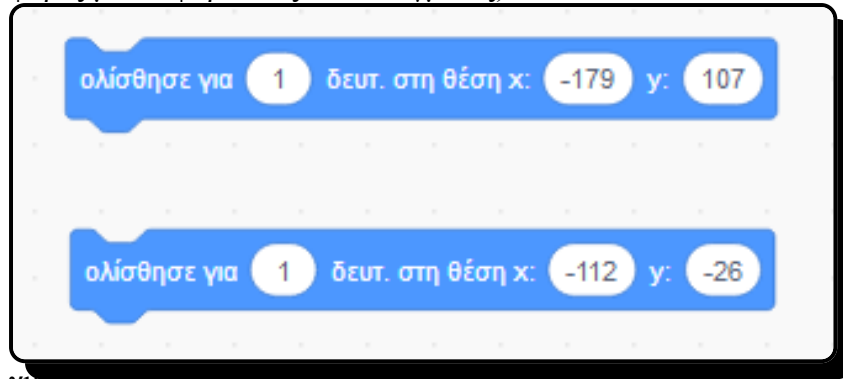 ολίσθησε για 1 δευτ. στη θέση x: -179 y: 107
ολίσθησε για 1 δευτ. στη θέση x: -112 y: -26